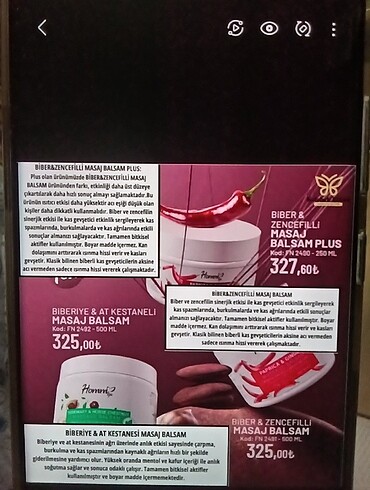 BİBER&ZENCEFİLLİ MASAJ BALSAM PLUS:
Plus olan ürünümüzde BİBER&ZENCEFİLLİ MASAJ
BALSAM ürününden farkı, etkinliği daha üst düzeye
çıkartılarak daha hızlı sonuç almayı sağlamaktadır.Bu
ürünün ısıtıcı etkisi daha yüksektir acı eşiği düşük olan
kişiler daha dikkatli kullanmalıdır. Biber ve zencefilin
sinerjik etkisi ile kas gevşetici etkinlik sergileyerek kas
spazmlarında, burkulmalarda ve kas ağrılarında etkili
sonuçlar almanızı sağlayacaktır. Tamamen bitkisel
aktifler kullanılmıştır. Boyar madde içermez. Kan
dolaşımını arttırarak ısınma hissi verir ve kasları
gevşetir. Klasik bilinen biberli kas gevşeticilerin aksine
acı vermeden sadece ısınma hissi vererek çalışmaktadır.
BİBER &
ZENCEFİLLİ
MASAJ
BALSAM PLUS
Kod: FN 2490 - 250 ML
327,60₺
BİBERİYE & AT KESTANELİ
MASAJ BALSAM
Kod: FN 2492 - 500 ML
325,00₺
BİBER&ZENCEFİLLİ MASAJ BALSAM
Biber ve zencefilin sinerjik etkisi ile kas gevşetici etkinlik sergileyerek
kas spazmlarında, burkulmalarda ve kas ağrılarında etkili sonuçlar
almanızı sağlayacaktır. Tamamen bitkisel aktifler kullanılmıştır. Boyar
madde içermez. Kan dolaşımını arttırarak ısınma hissi verir ve kasları
gevşetir. Klasik bilinen biberli kas gevşeticilerin aksine acı vermeden
sadece ısınma hissi vererek çalışmaktadır.
Hommi
BİBER & ZENCEFİLLİ
MASAJ BALSAM
Kod: FN 2491 - 500 ML
325,00₺
BİBERİYE & AT KESTANESİ MASAJ BALSAM
Biberiye ve at kestanesinin ağrı üzerinde anlık etkisi sayesinde çarpma,
burkulma ve kas spazmlarından kaynaklı ağrıların hızlı bir şekilde
giderilmesine yardımcı olur. Yüksek oranda mentol ve kafur içeriği ile anlık
soğutma sağlar ve sonuca odaklı çalışır. Tamamen bitkisel aktifler
kullanılmıştır ve boyar madde içermemektedir.